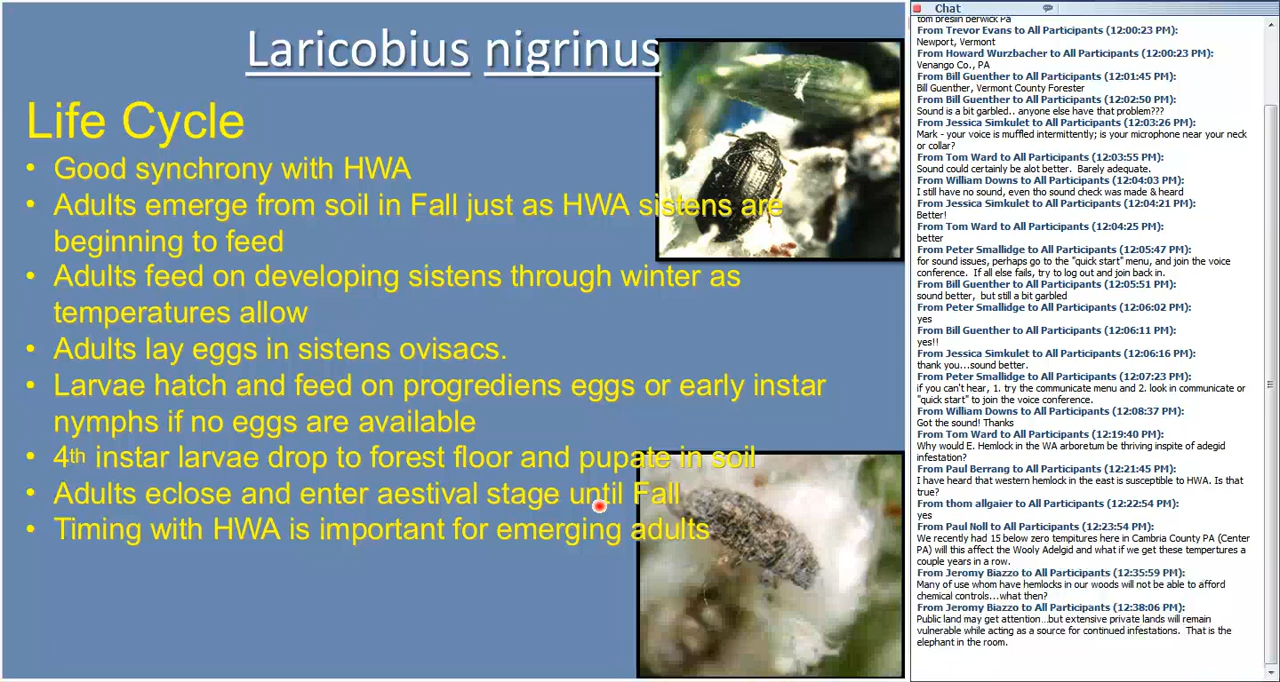 Laricobius nigrinus
Life Cycle
• Good synchrony with HWA
• Adults emerge from soil in Fall just as HWA sistens are
beginning to feed
• Adults feed on developing sistens through winter as
temperatures allow
• Adults lay eggs in sistens ovisacs.
• Larvae hatch and feed on progrediens eggs or early instar
nymphs if no eggs are available
• 4th instar larvae drop to forest floor and pupate in soil
• Adults eclose and enter aestival stage until Fall
• Timing with HWA is important for emerging adults
Chat
tom breslin berwick PA
From Trevor Evans to All Participants (12:00:23 PM):
Newport, Vermont
From Howard Wurzbacher to All Participants (12:00:23 PM):
Venango Co., PA
From Bill Guenther to All Participants (12:01:45 PM):
Bill Guenther, Vermont County Forester
From Bill Guenther to All Participants (12:02:50 PM):
Sound is a bit garbled.. anyone else have that problem???
From Jessica Simkulet to All Participants (12:03:26 PM):
Mark - your voice is muffled intermittently; is your microphone near your neck
or collar?
From Tom Ward to All Participants (12:03:55 PM):
Sound could certainly be alot better.  Barely adequate.
From William Downs to All Participants (12:04:03 PM):
I still have no sound, even tho sound check was made & heard
From Jessica Simkulet to All Participants (12:04:21 PM):
Better!
From Tom Ward to All Participants (12:04:25 PM):
better
From Peter Smallidge to All Participants (12:05:47 PM):
for sound issues, perhaps go to the "quick start" menu, and join the voice
conference.  If all else fails, try to log out and join back in.
From Bill Guenther to All Participants (12:05:51 PM):
sound better,  but still a bit garbled
From Peter Smallidge to All Participants (12:06:02 PM):
yes
From Bill Guenther to All Participants (12:06:11 PM):
yes!!
From Jessica Simkulet to All Participants (12:06:16 PM):
thank you...sound better.
From Peter Smallidge to All Participants (12:07:23 PM):
if you can't hear, 1. try the communicate menu and 2. look in communicate or
"quick start" to join the voice conference.
From William Downs to All Participants (12:08:37 PM):
Got the sound! Thanks
From Tom Ward to All Participants (12:19:40 PM):
Why would E. Hemlock in the WA arboretum be thriving inspite of adegid
infestation?
From Paul Berrang to All Participants (12:21:45 PM):
I have heard that western hemlock in the east is susceptible to HWA. Is that
true?
From thom allgaier to All Participants (12:22:54 PM):
yes
From Paul Noll to All Participants (12:23:54 PM):
We recently had 15 below zero tempitures here in Cambria County PA (Center
PA) will this affect the Wooly Adelgid and what if we get these tempertures a
couple years in a row.
From Jeromy Biazzo to All Participants (12:35:59 PM):
Many of use whom have hemlocks in our woods will not be able to afford
chemical controls...what then?
From Jeromy Biazzo to All Participants (12:38:06 PM):
Public land may get attention...but extensive private lands will remain
vulnerable while acting as a source for continued infestations.  That is the
elephant in the room.